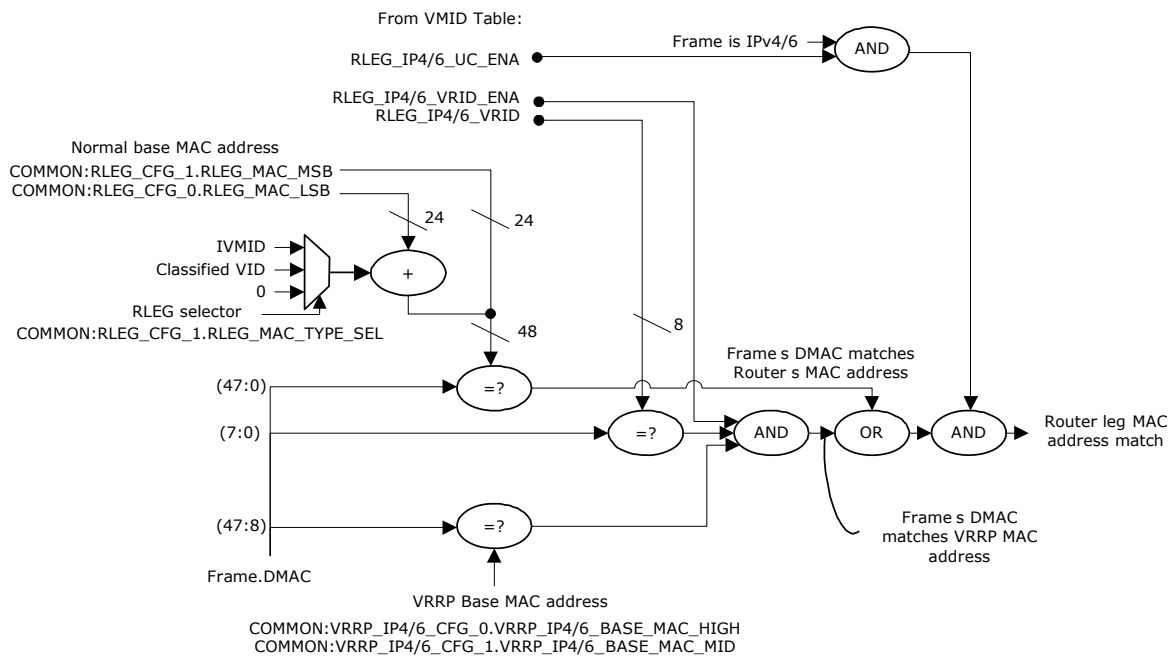 From VMID Table:
Frame is IPv4/6
AND
RLEG_IP4/6_UC_ENA
RLEG_IP4/6_VRID_ENA
RLEG_IP4/6_VRID
Normal base MAC address
COMMON:RLEG_CFG_1.RLEG_MAC_MSB
COMMON:RLEG_CFG_0.RLEG_MAC_LSB
24
24
IVMID
Classified VID
0
+
RLEG selector
COMMON:RLEG_CFG_1.RLEG_MAC_TYPE_SEL
48
8
Frame s DMAC matches
Router s MAC address
(47:0)
=?
(7:0)
=?
AND
OR
AND
Router leg MAC
address match
(47:8)
=?
Frame s DMAC
matches VRRP MAC
address
Frame.DMAC
VRRP Base MAC address
COMMON:VRRP_IP4/6_CFG_0.VRRP_IP4/6_BASE_MAC_HIGH
COMMON:VRRP_IP4/6_CFG_1.VRRP_IP4/6_BASE_MAC_MID